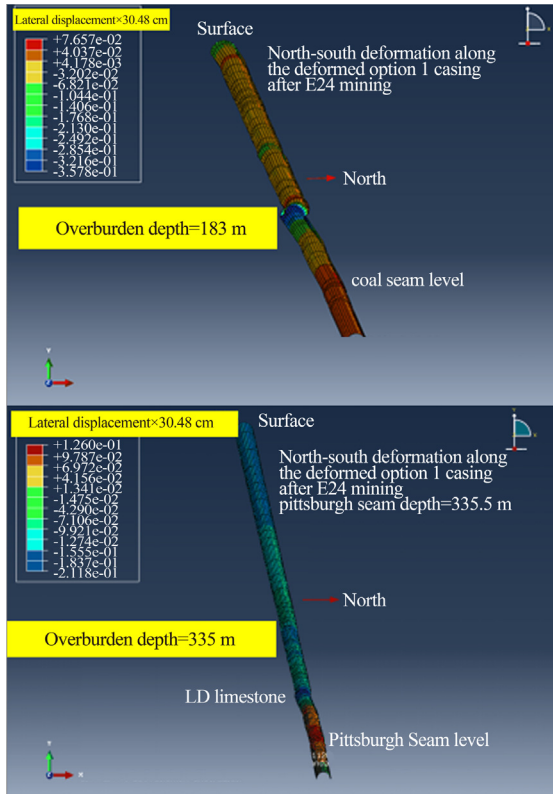 Lateral displacement×30.48 cm
+7.657e-02
+4.037e-02
+4.178e-03
-3.202e-02
-6.821e-02
-1.044e-01
-1.406e-01
-1.768e-01
-2.130e-01
-2.492e-01
-2.854e-01
-3.216e-01
-3.578e-01
Surface
North-south deformation along
the deformed option 1 casing
after E24 mining
North
Overburden depth=183 m
coal seam level
Y
Lateral displacement×30.48 cm
+1.260e-01
+9.787e-02
+6.972e-02
+4.156e-02
+1.341e-02
-1.475e-02
-4.290e-02
-7.106e-02
-9.921e-02
-1.274e-02
-1.555e-01
-1.837e-01
-2.118e-01
Surface
North-south deformation along
the deformed option 1 casing
after E24 mining
pittsburgh seam depth=335.5 m
North
Overburden depth=335 m
LD limestone
Pittsburgh Seam level
Y